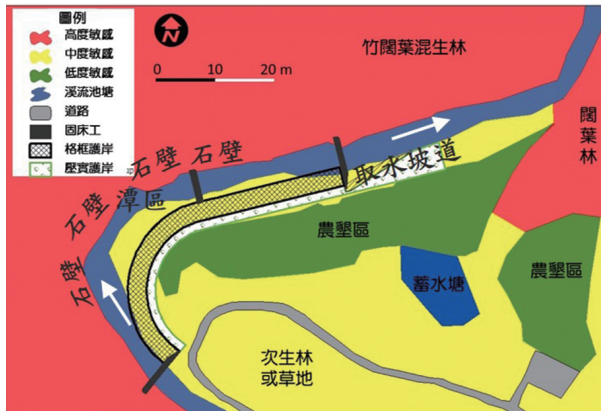 圖例
高度敏感
中度敏感
低度敏感
溪流池塘
道路
固床工
格框護岸
壓實護岸
N
0 10 20 m
竹闊葉混生林
闊葉林
石壁
石壁
石壁
石壁
潭區
取水坡道
農墾區
蓄水塘
農墾區
次生林
或草地